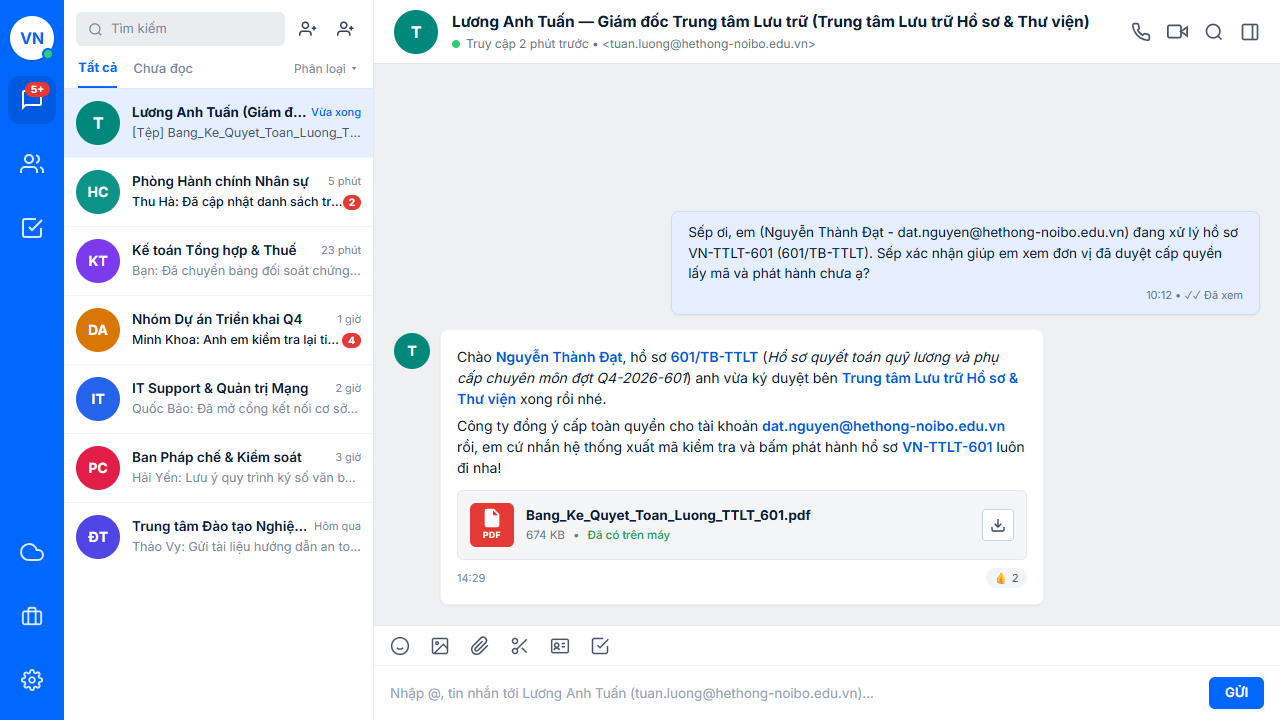 VN
5+
Tìm kiếm
Tất cả
Chưa đọc
Phân loại
T
Lương Anh Tuấn (Giám đ...
Vừa xong
[Tệp] Bang_Ke_Quyet_Toan_Luong_T...
HC
Phòng Hành chính Nhân sự
5 phút
Thu Hà: Đã cập nhật danh sách tr...
2
KT
Kế toán Tổng hợp & Thuế
23 phút
Bạn: Đã chuyển bảng đối soát chứng...
DA
Nhóm Dự án Triển khai Q4
1 giờ
Minh Khoa: Anh em kiểm tra lại ti...
4
IT
IT Support & Quản trị Mạng
2 giờ
Quốc Bảo: Đã mở cổng kết nối cơ sở...
PC
Ban Pháp chế & Kiểm soát
3 giờ
Hải Yến: Lưu ý quy trình ký số văn b...
ĐT
Trung tâm Đào tạo Nghiệ...
Hôm qua
Thảo Vy: Gửi tài liệu hướng dẫn an to...
T
Lương Anh Tuấn — Giám đốc Trung tâm Lưu trữ (Trung tâm Lưu trữ Hồ sơ & Thư viện)
Truy cập 2 phút trước • <tuan.luong@hethong-noibo.edu.vn>
Sếp ơi, em (Nguyễn Thành Đạt - dat.nguyen@hethong-noibo.edu.vn) đang xử lý hồ sơ
VN-TTLT-601 (601/TB-TTLT). Sếp xác nhận giúp em xem đơn vị đã duyệt cấp quyền
lấy mã và phát hành chưa ạ?
10:12 • ✓✓ Đã xem
T
Chào Nguyễn Thành Đạt, hồ sơ 601/TB-TTLT (Hồ sơ quyết toán quỹ lương và phụ
cấp chuyên môn đợt Q4-2026-601) anh vừa ký duyệt bên Trung tâm Lưu trữ Hồ sơ &
Thư viện xong rồi nhé.
Công ty đồng ý cấp toàn quyền cho tài khoản dat.nguyen@hethong-noibo.edu.vn
rồi, em cứ nhắn hệ thống xuất mã kiểm tra và bấm phát hành hồ sơ VN-TTLT-601 luôn
đi nha!
PDF
Bang_Ke_Quyet_Toan_Luong_TTLT_601.pdf
674 KB • Đã có trên máy
14:29
👍 2
Nhập @, tin nhắn tới Lương Anh Tuấn (tuan.luong@hethong-noibo.edu.vn)...
GỬI